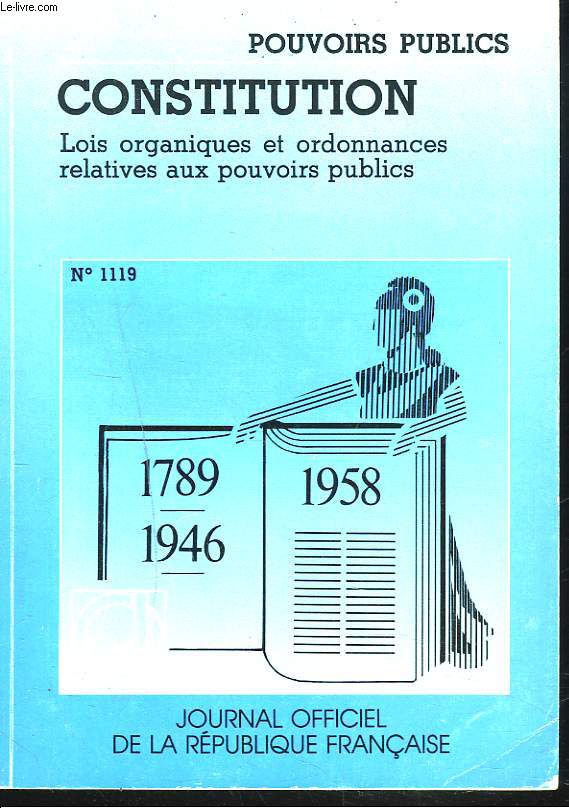 Le-livre.com
POUVOIRS PUBLICS
CONSTITUTION
Lois organiques et ordonnances
relatives aux pouvoirs publics
N° 1119
1789
1946
1958
JOURNAL OFFICIEL
DE LA RÉPUBLIQUE FRANÇAISE